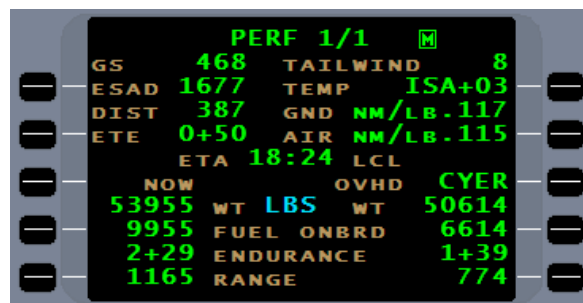 PERF 1/1 M
GS 468 TAILWIND 8
ESAD 1677 TEMP ISA+03
DIST 387 GND NM/LB.117
ETE 0+50 AIR NM/LB.115
ETA 18:24 LCL
NOW OVHD CYER
53955 WT LBS WT 50614
9955 FUEL ONBRD 6614
2+29 ENDURANCE 1+39
1165 RANGE 774